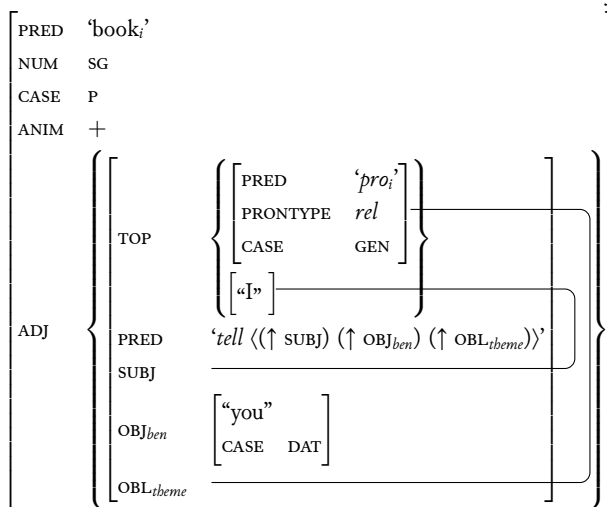 PRED ‘bookᵢ’
NUM SG
CASE P
ANIM +
PRED ‘proᵢ’
PRONTYPE rel
CASE GEN
TOP
[“I”]
ADJ
PRED ‘tell ⟨(↑ SUBJ) (↑ OBJben) (↑ OBLtheme)⟩’
SUBJ
“you”
OBJben
CASE DAT
OBLtheme